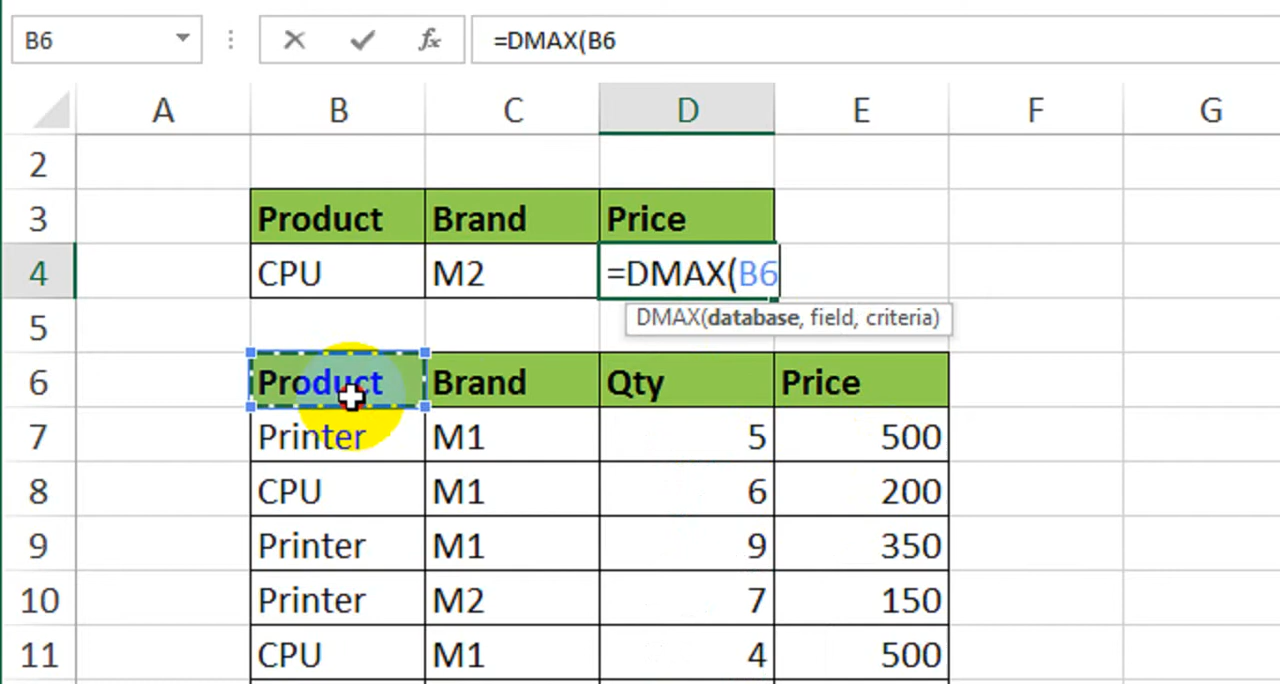 B6 fx =DMAX(B6
A B C D E F G
2
3 Product Brand Price
4 CPU M2 =DMAX(B6
5 DMAX(database, field, criteria)
6 Product Brand Qty Price
7 Printer M1 5 500
8 CPU M1 6 200
9 Printer M1 9 350
10 Printer M2 7 150
11 CPU M1 4 500